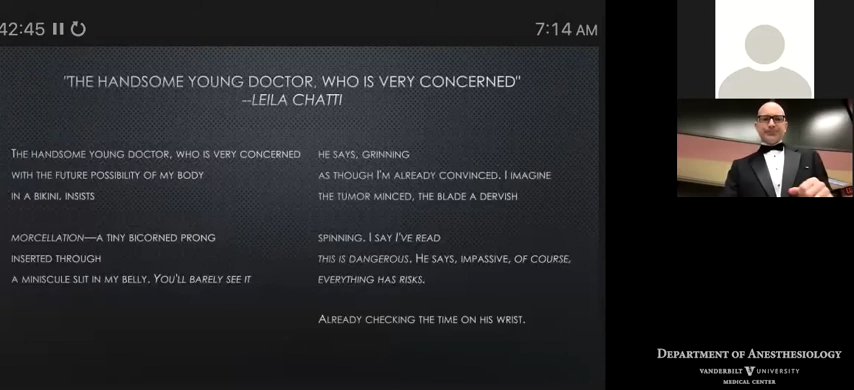 42:45
7:14 AM
"THE HANDSOME YOUNG DOCTOR, WHO IS VERY CONCERNED"
--LEILA CHATTI
THE HANDSOME YOUNG DOCTOR, WHO IS VERY CONCERNED
WITH THE FUTURE POSSIBILITY OF MY BODY
IN A BIKINI, INSISTS
MORCELLATION—A TINY BICORNED PRONG
INSERTED THROUGH
A MINISCULE SLIT IN MY BELLY. YOU'LL BARELY SEE IT
HE SAYS, GRINNING
AS THOUGH I'M ALREADY CONVINCED. I IMAGINE
THE TUMOR MINCED, THE BLADE A DERVISH
SPINNING. I SAY I'VE READ
THIS IS DANGEROUS. HE SAYS, IMPASSIVE, OF COURSE,
EVERYTHING HAS RISKS.
ALREADY CHECKING THE TIME ON HIS WRIST.
DEPARTMENT OF ANESTHESIOLOGY
VANDERBILT UNIVERSITY
MEDICAL CENTER